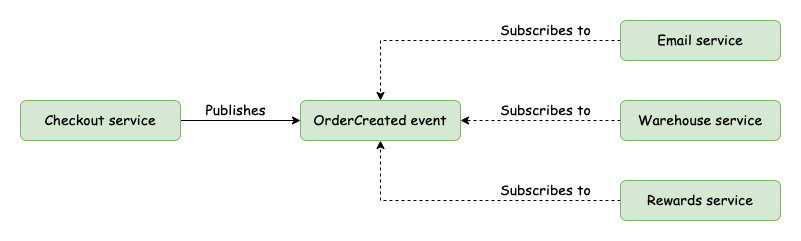 Subscribes to
Email service
Publishes
Subscribes to
Checkout service
OrderCreated event
Warehouse service
Subscribes to
Rewards service